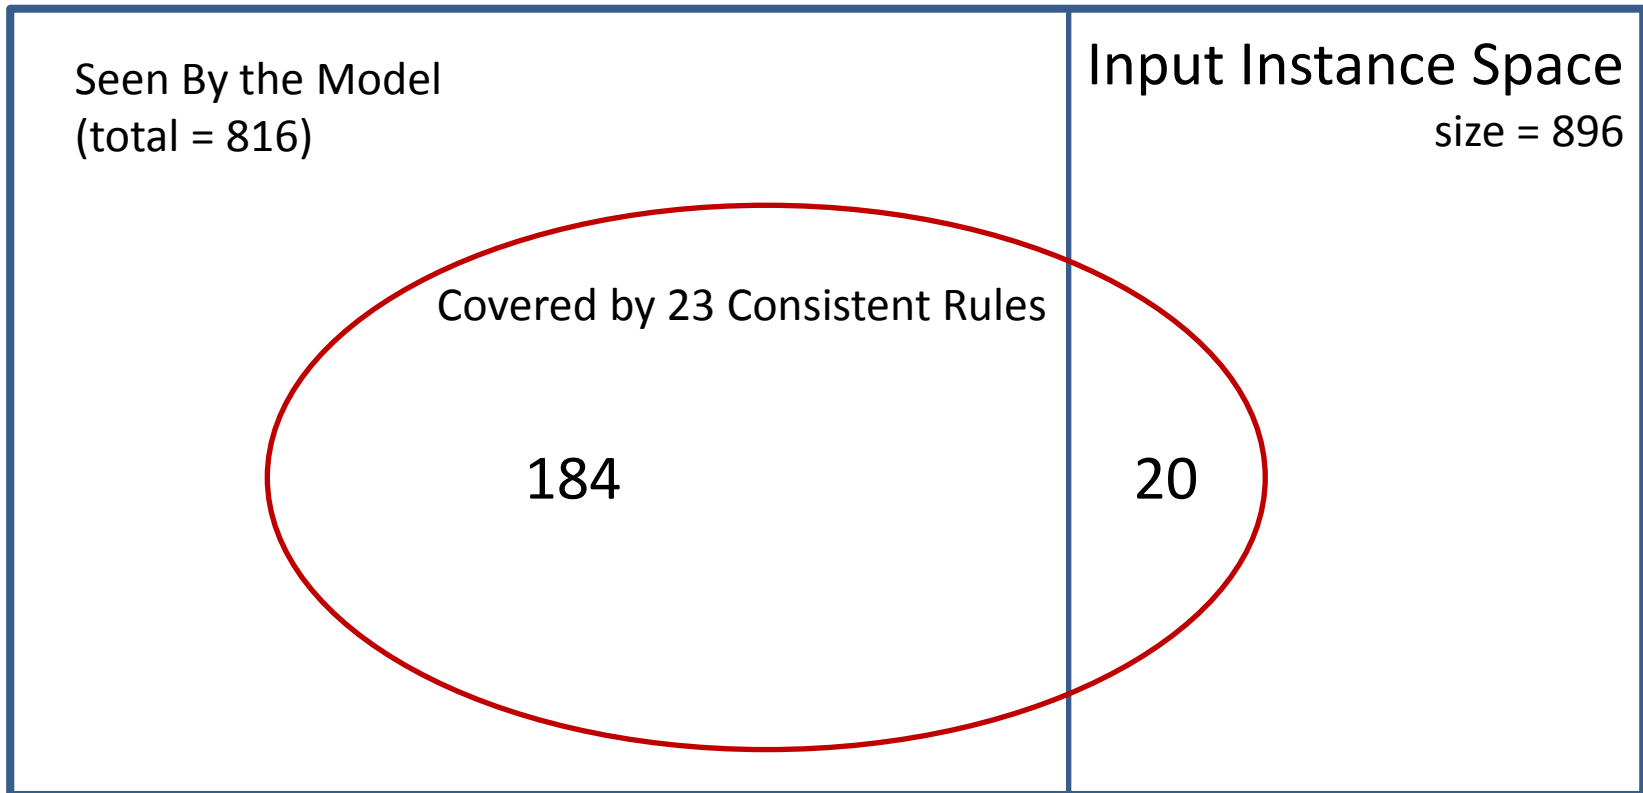 Seen By the Model
(total = 816)
Input Instance Space
size = 896
Covered by 23 Consistent Rules
184
20